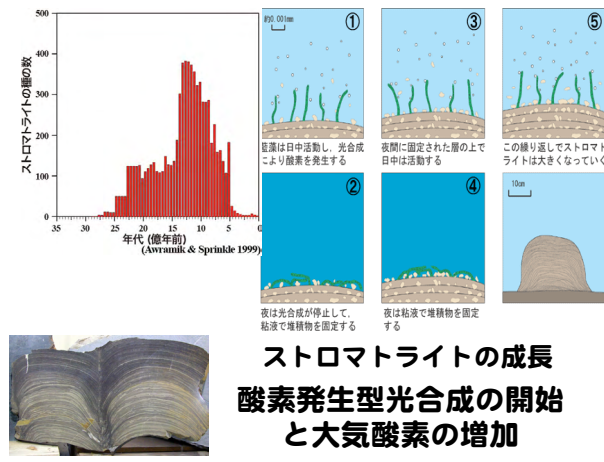 500
400
300
200
100
0
ストロマトライトの種の数
35
30
25
20
15
10
5
0
年代 (億年前)
(Awramik & Sprinkle 1999)
約0.001mm
①
藍藻は日中活動し，光合成
により酸素を発生する
③
夜間に固定された層の上で
日中は活動する
⑤
この繰り返しでストロマト
ライトは大きくなっていく
②
夜は光合成が停止して，
粘液で堆積物を固定する
④
夜は粘液で堆積物を固定
する
10cm
ストロマトライトの成長
酸素発生型光合成の開始
と大気酸素の増加